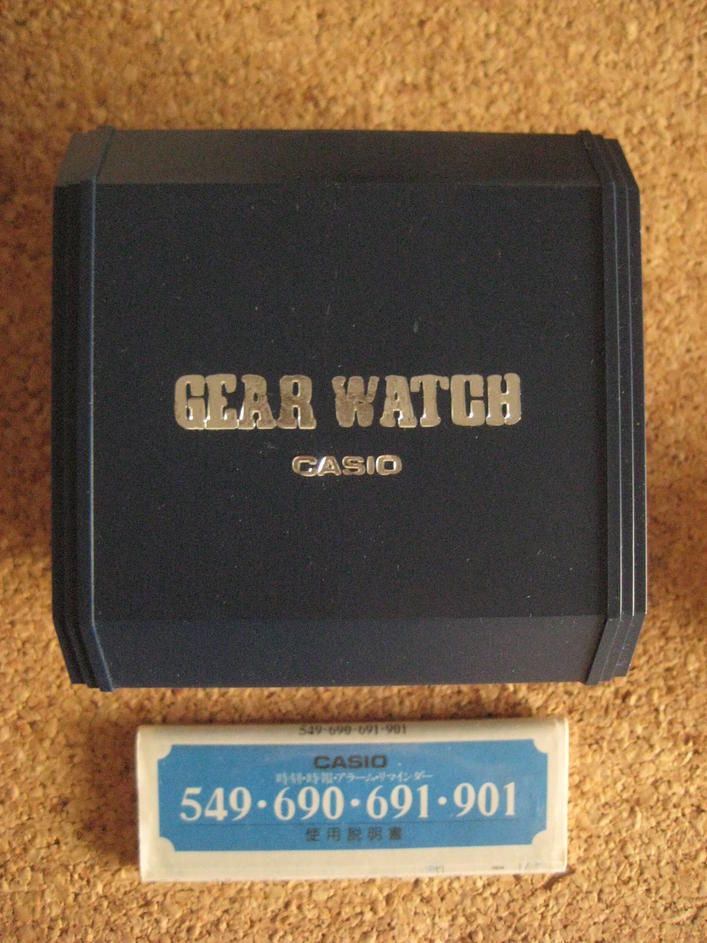 GEAR WATCH
CASIO
549-690-691-901
CASIO
時刻・時報・アラーム・リマインダー
549・690・691・901
使用説明書